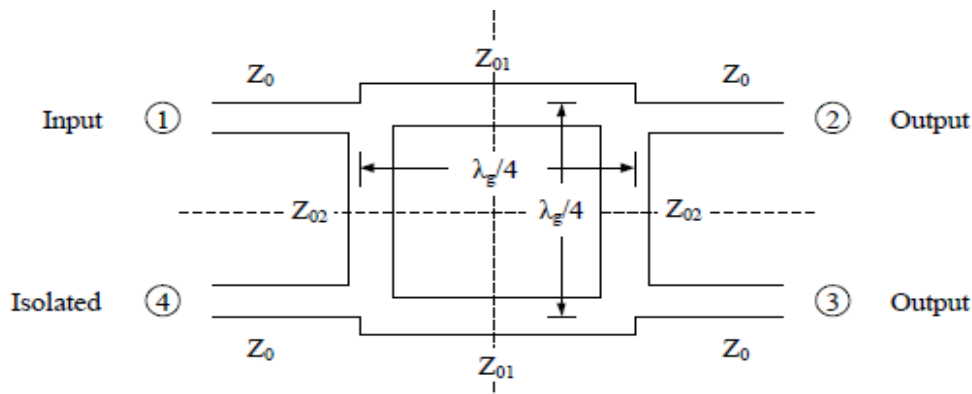 Z₀₁
Z₀ Z₀
Input ① ② Output
λg/4
Z₀₂ λg/4 Z₀₂
Isolated ④ ③ Output
Z₀ Z₀
Z₀₁